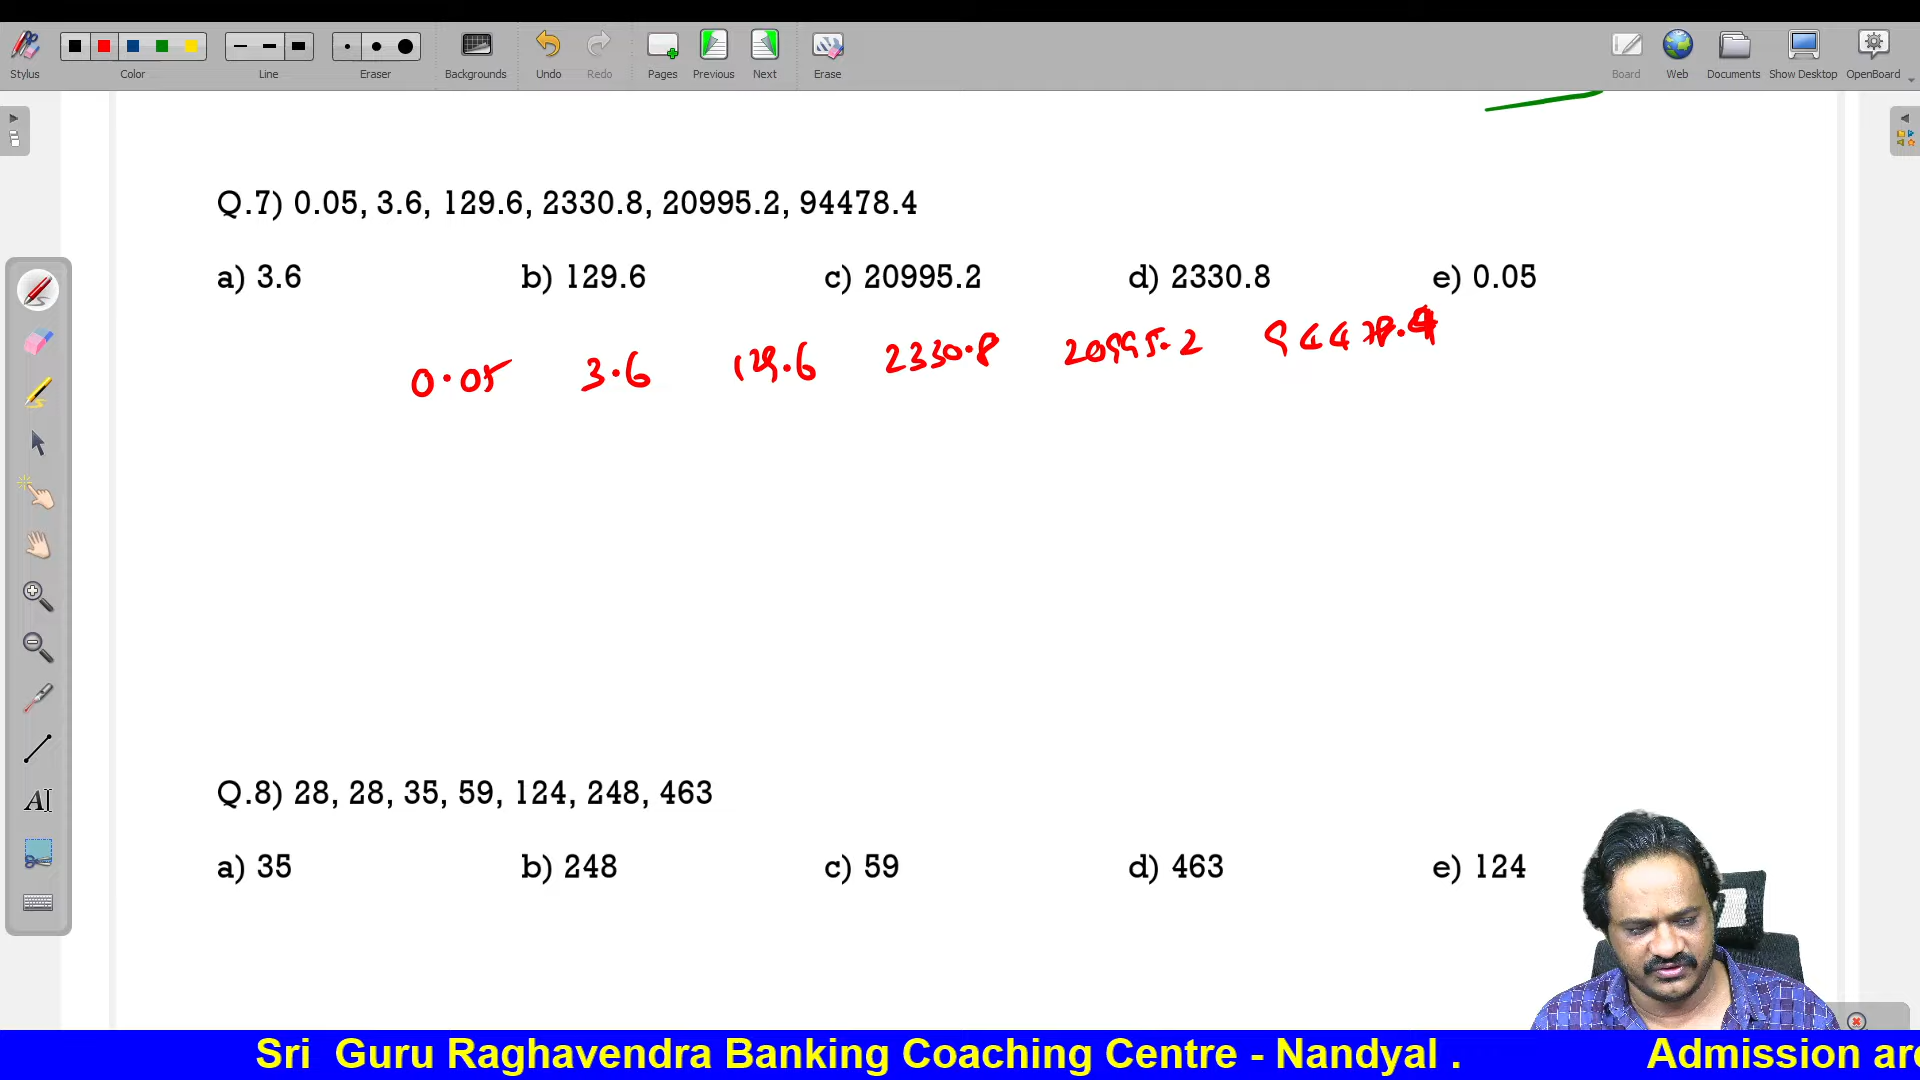 Stylus
Color
Line
Eraser
Backgrounds
Undo
Redo
Pages
Previous
Next
Erase
Board
Web
Documents
Show Desktop
OpenBoard
Q.7) 0.05, 3.6, 129.6, 2330.8, 20995.2, 94478.4
a) 3.6 b) 129.6 c) 20995.2 d) 2330.8 e) 0.05
0.05 3.6 129.6 2330.8 20995.2 94478.4
Q.8) 28, 28, 35, 59, 124, 248, 463
a) 35 b) 248 c) 59 d) 463 e) 124
Sri Guru Raghavendra Banking Coaching Centre - Nandyal . Admission are